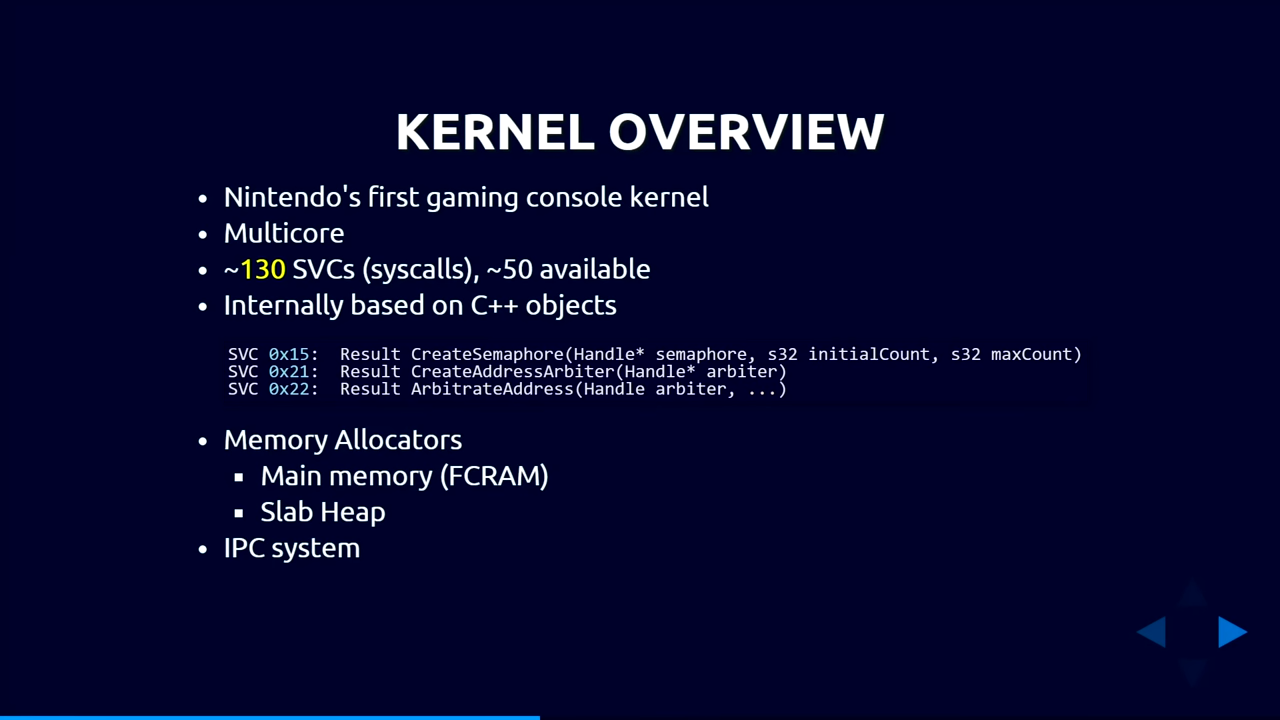 KERNEL OVERVIEW
• Nintendo's first gaming console kernel
• Multicore
• ~130 SVCs (syscalls), ~50 available
• Internally based on C++ objects
SVC 0x15:  Result CreateSemaphore(Handle* semaphore, s32 initialCount, s32 maxCount)
SVC 0x21:  Result CreateAddressArbiter(Handle* arbiter)
SVC 0x22:  Result ArbitrateAddress(Handle arbiter, ...)
• Memory Allocators
▪ Main memory (FCRAM)
▪ Slab Heap
• IPC system